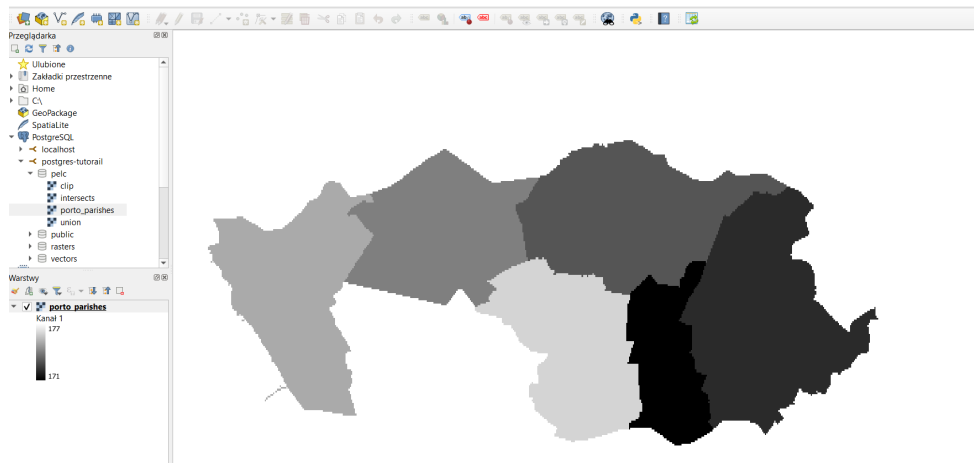 abc
Przeglądarka
Ulubione
Zakładki przestrzenne
Home
C:\
GeoPackage
SpatiaLite
PostgreSQL
localhost
postgres-tutorail
pelc
clip
intersects
porto_parishes
union
public
rasters
vectors
Warstwy
porto_parishes
Kanał 1
177
171